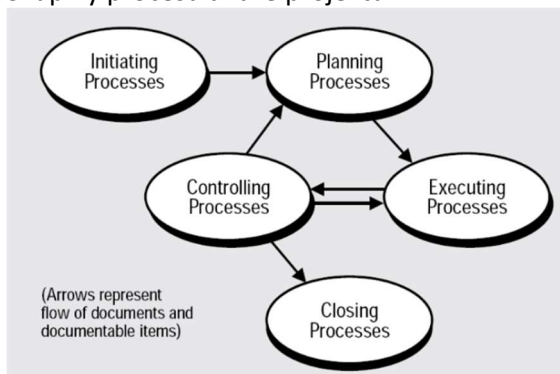 Initiating
Processes
Planning
Processes
Controlling
Processes
Executing
Processes
(Arrows represent
flow of documents and
documentable items)
Closing
Processes